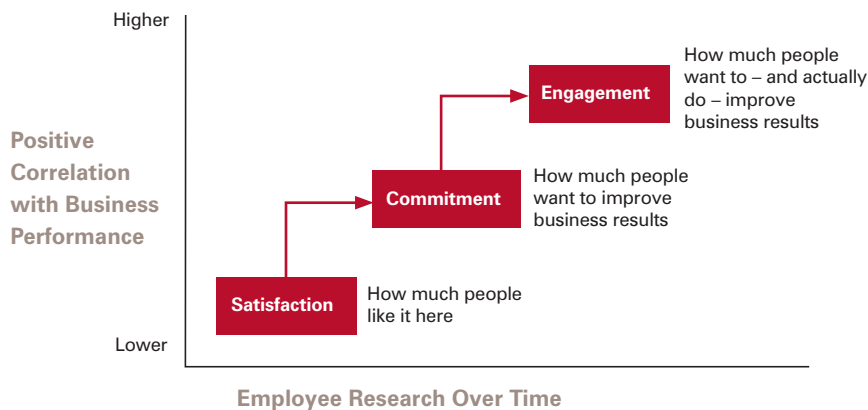 Higher
Positive
Correlation
with Business
Performance
Lower
Engagement
How much people
want to – and actually
do – improve
business results
Commitment
How much people
want to improve
business results
Satisfaction
How much people
like it here
Employee Research Over Time